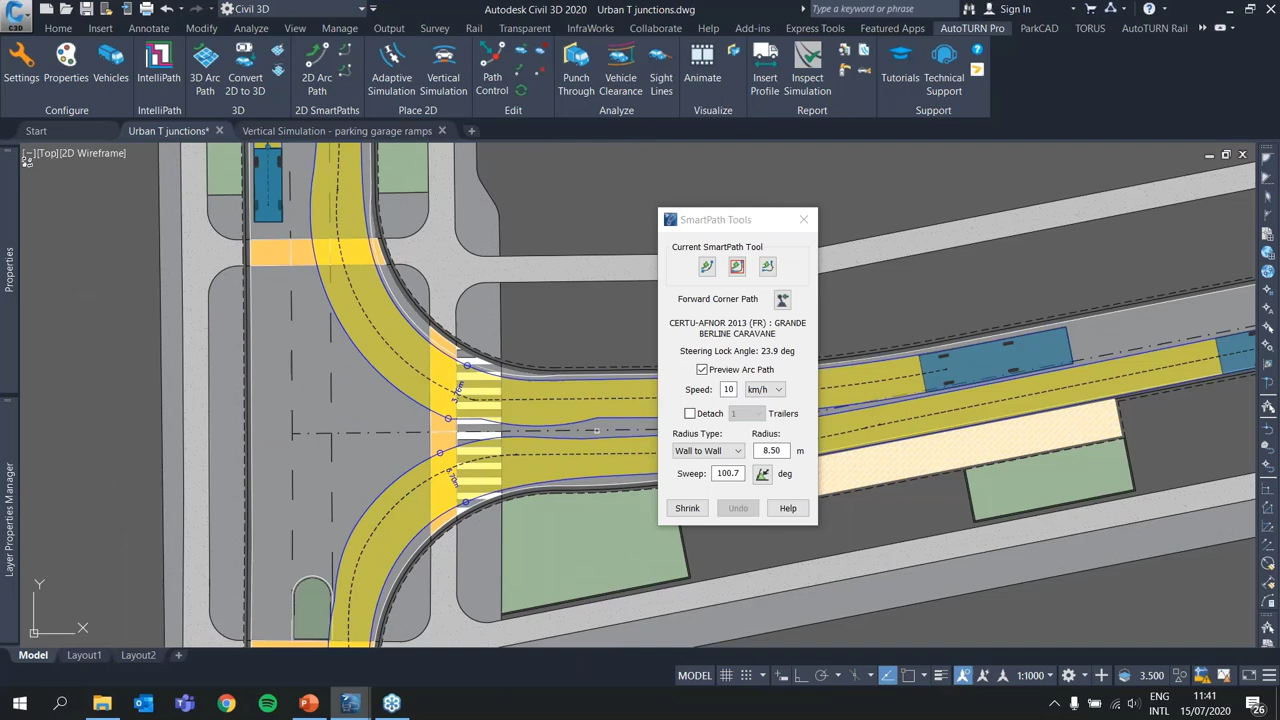 Civil 3D
Autodesk Civil 3D 2020
Urban T junctions.dwg
Type a keyword or phrase
Sign In
C3D
Home
Insert
Annotate
Modify
Analyze
View
Manage
Output
Survey
Rail
Transparent
InfraWorks
Collaborate
Help
Add-ins
Express Tools
Featured Apps
AutoTURN Pro
ParkCAD
TORUS
AutoTURN Rail
Settings
Properties
Vehicles
IntelliPath
3D Arc
Path
Convert
2D to 3D
2D Arc
Path
Adaptive
Simulation
Vertical
Simulation
Path
Control
Punch
Through
Vehicle
Clearance
Sight
Lines
Animate
Insert
Profile
Inspect
Simulation
Tutorials
Technical
Support
Configure
IntelliPath
3D
2D SmartPaths
Place 2D
Edit
Analyze
Visualize
Report
Support
Start
Urban T junctions*
Vertical Simulation - parking garage ramps
[−][Top][2D Wireframe]
Properties
Layer Properties Manager
SmartPath Tools
Current SmartPath Tool
Forward Corner Path
CERTU-AFNOR 2013 (FR) : GRANDE
BERLINE CARAVANE
Steering Lock Angle: 23.9 deg
Preview Arc Path
Speed: 10 km/h
Detach 1 Trailers
Radius Type: Radius:
Wall to Wall 8.50 m
Sweep: 100.7 deg
Shrink Undo Help
Y
X
Model
Layout1
Layout2
MODEL
1:1000
3.500
ENG
INTL
11:41
15/07/2020
26